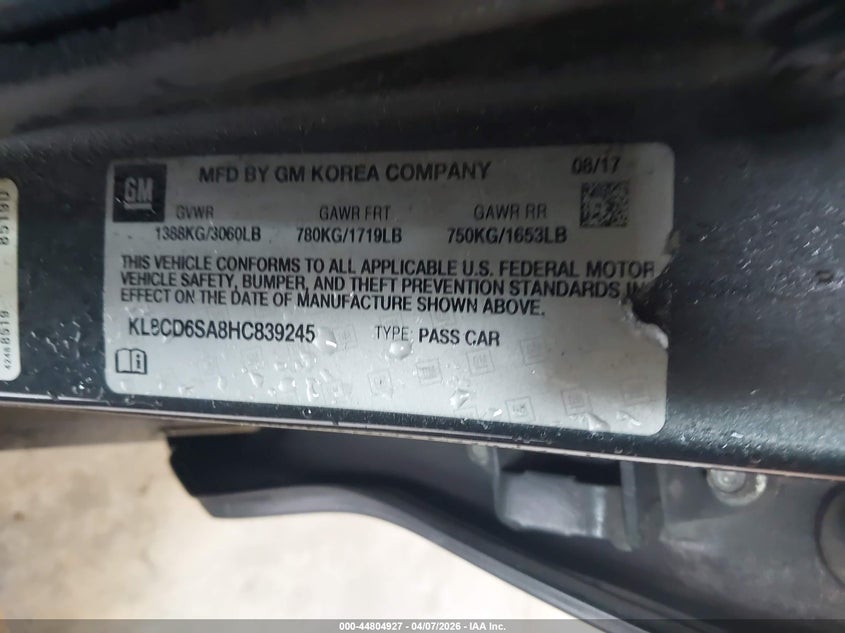 GM
MFD BY GM KOREA COMPANY
08/17
GVWR GAWR FRT GAWR RR
1388KG/3060LB 780KG/1719LB 750KG/1653LB
THIS VEHICLE CONFORMS TO ALL APPLICABLE U.S. FEDERAL MOTOR
VEHICLE SAFETY, BUMPER, AND THEFT PREVENTION STANDARDS IN
EFFECT ON THE DATE OF MANUFACTURE SHOWN ABOVE.
KL8CD6SA8HC839245 TYPE: PASS CAR
42488519 85190
000-44804927 | 04/07/2026 | IAA Inc.